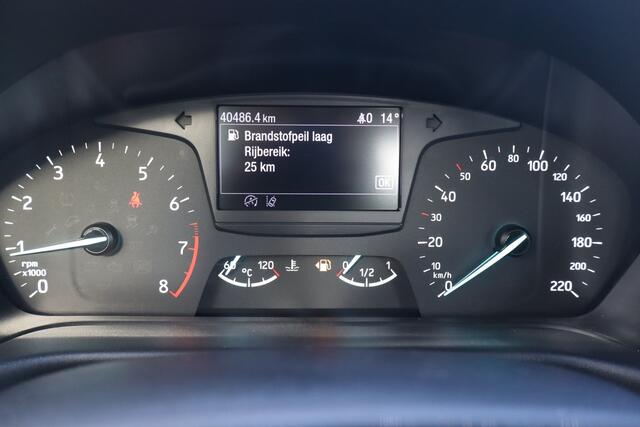 40486.4 km 0 14°
Brandstofpeil laag
Rijbereik:
25 km
OK
0 1 2 3 4 5 6 7 8
rpm
x1000
60 120
°C
0 1/2 1
0 10 20 30 40 50 60 80 100 120 140 160 180 200 220
km/h